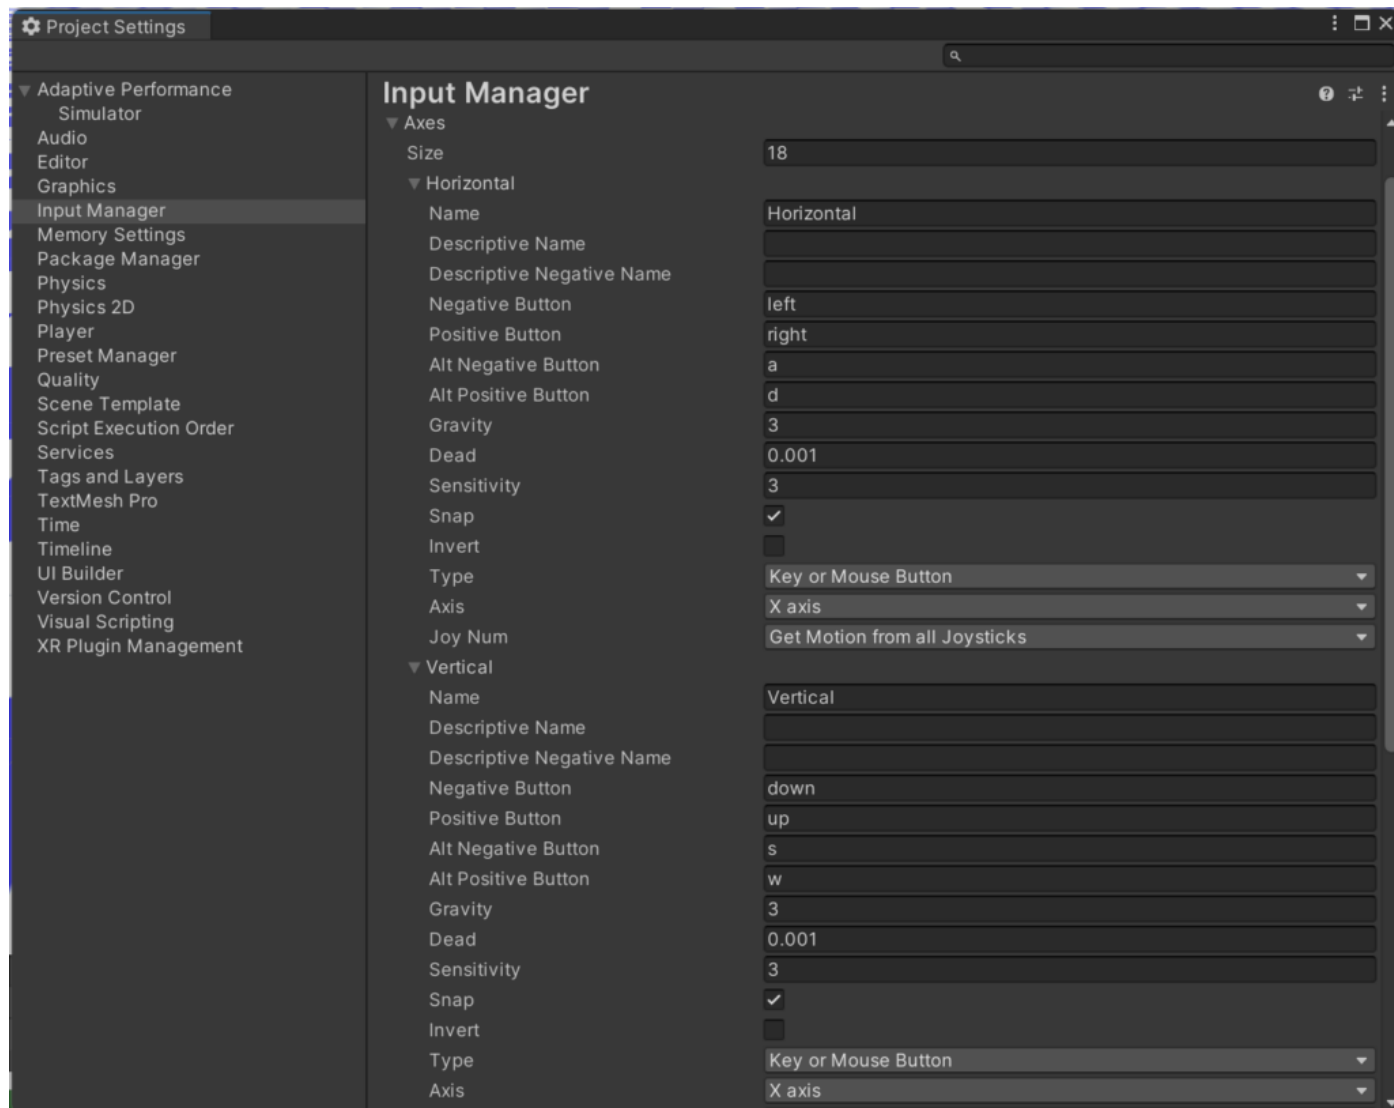 Project Settings
Adaptive Performance
Simulator
Audio
Editor
Graphics
Input Manager
Memory Settings
Package Manager
Physics
Physics 2D
Player
Preset Manager
Quality
Scene Template
Script Execution Order
Services
Tags and Layers
TextMesh Pro
Time
Timeline
UI Builder
Version Control
Visual Scripting
XR Plugin Management
Input Manager
Axes
Size 18
Horizontal
Name Horizontal
Descriptive Name
Descriptive Negative Name
Negative Button left
Positive Button right
Alt Negative Button a
Alt Positive Button d
Gravity 3
Dead 0.001
Sensitivity 3
Snap
Invert
Type Key or Mouse Button
Axis X axis
Joy Num Get Motion from all Joysticks
Vertical
Name Vertical
Descriptive Name
Descriptive Negative Name
Negative Button down
Positive Button up
Alt Negative Button s
Alt Positive Button w
Gravity 3
Dead 0.001
Sensitivity 3
Snap
Invert
Type Key or Mouse Button
Axis X axis